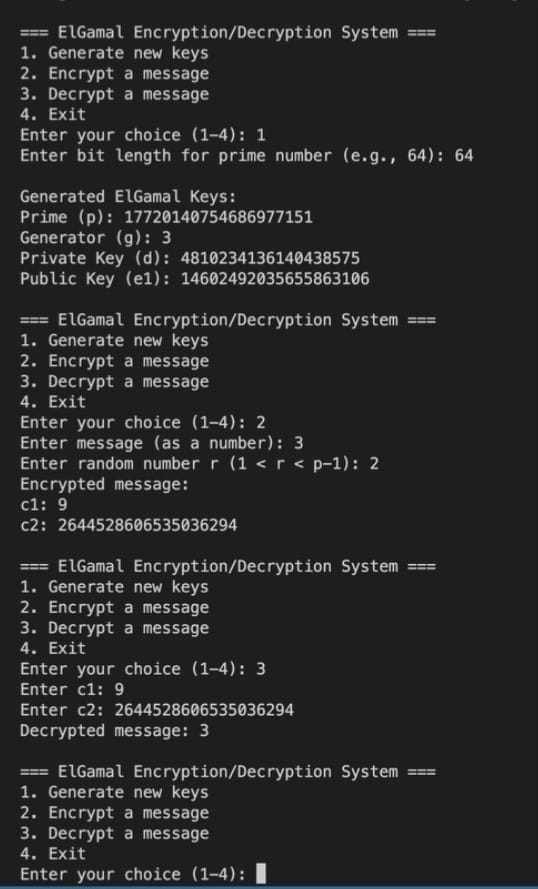 === ElGamal Encryption/Decryption System ===
1. Generate new keys
2. Encrypt a message
3. Decrypt a message
4. Exit
Enter your choice (1-4): 1
Enter bit length for prime number (e.g., 64): 64
Generated ElGamal Keys:
Prime (p): 17720140754686977151
Generator (g): 3
Private Key (d): 4810234136140438575
Public Key (e1): 14602492035655863106
=== ElGamal Encryption/Decryption System ===
1. Generate new keys
2. Encrypt a message
3. Decrypt a message
4. Exit
Enter your choice (1-4): 2
Enter message (as a number): 3
Enter random number r (1 < r < p-1): 2
Encrypted message:
c1: 9
c2: 2644528606535036294
=== ElGamal Encryption/Decryption System ===
1. Generate new keys
2. Encrypt a message
3. Decrypt a message
4. Exit
Enter your choice (1-4): 3
Enter c1: 9
Enter c2: 2644528606535036294
Decrypted message: 3
=== ElGamal Encryption/Decryption System ===
1. Generate new keys
2. Encrypt a message
3. Decrypt a message
4. Exit
Enter your choice (1-4):